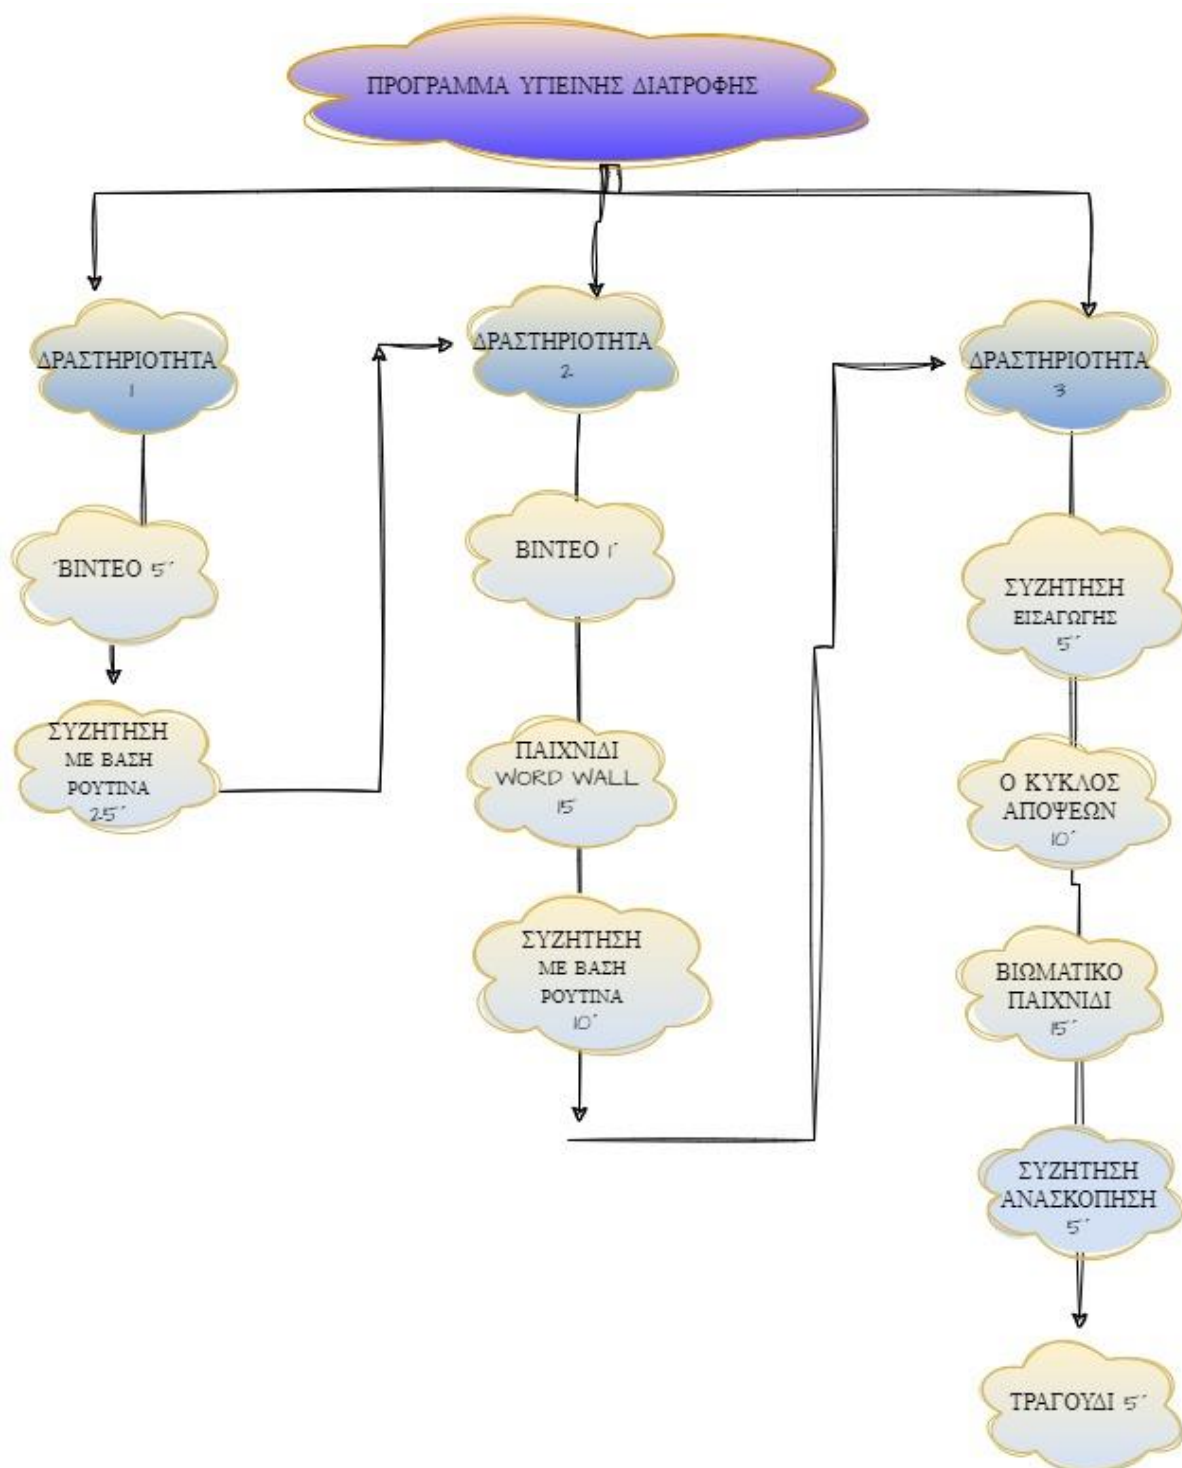 ΠΡΟΓΡΑΜΜΑ ΥΓΙΕΙΝΗΣ ΔΙΑΤΡΟΦΗΣ
ΔΡΑΣΤΗΡΙΟΤΗΤΑ
1
΄ΒΙΝΤΕΟ 5΄
ΣΥΖΗΤΗΣΗ
ΜΕ ΒΑΣΗ
ΡΟΥΤΙΝΑ
25΄
ΔΡΑΣΤΗΡΙΟΤΗΤΑ
2
ΒΙΝΤΕΟ 1΄
ΠΑΙΧΝΙΔΙ
WORD WALL
15
ΣΥΖΗΤΗΣΗ
ΜΕ ΒΑΣΗ
ΡΟΥΤΙΝΑ
10΄
ΔΡΑΣΤΗΡΙΟΤΗΤΑ
3
ΣΥΖΗΤΗΣΗ
ΕΙΣΑΓΩΓΗΣ
5΄
Ο ΚΥΚΛΟΣ
ΑΠΟΨΕΩΝ
10΄
ΒΙΩΜΑΤΙΚΟ
ΠΑΙΧΝΙΔΙ
15΄
ΣΥΖΗΤΗΣΗ
ΑΝΑΣΚΟΠΗΣΗ
5΄
ΤΡΑΓΟΥΔΙ 5΄